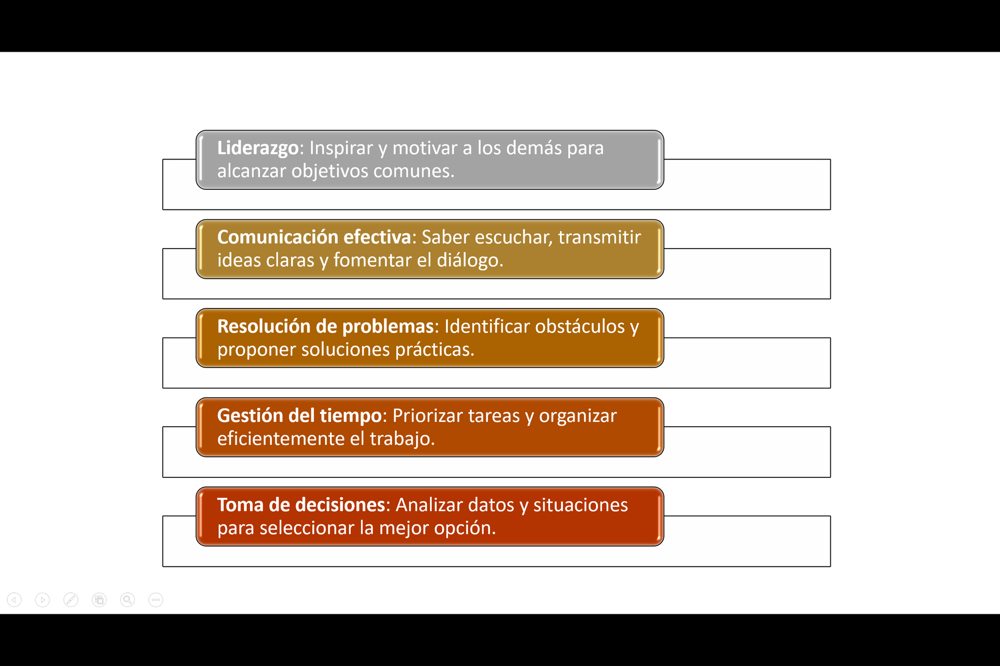 Liderazgo: Inspirar y motivar a los demás para
alcanzar objetivos comunes.
Comunicación efectiva: Saber escuchar, transmitir
ideas claras y fomentar el diálogo.
Resolución de problemas: Identificar obstáculos y
proponer soluciones prácticas.
Gestión del tiempo: Priorizar tareas y organizar
eficientemente el trabajo.
Toma de decisiones: Analizar datos y situaciones
para seleccionar la mejor opción.